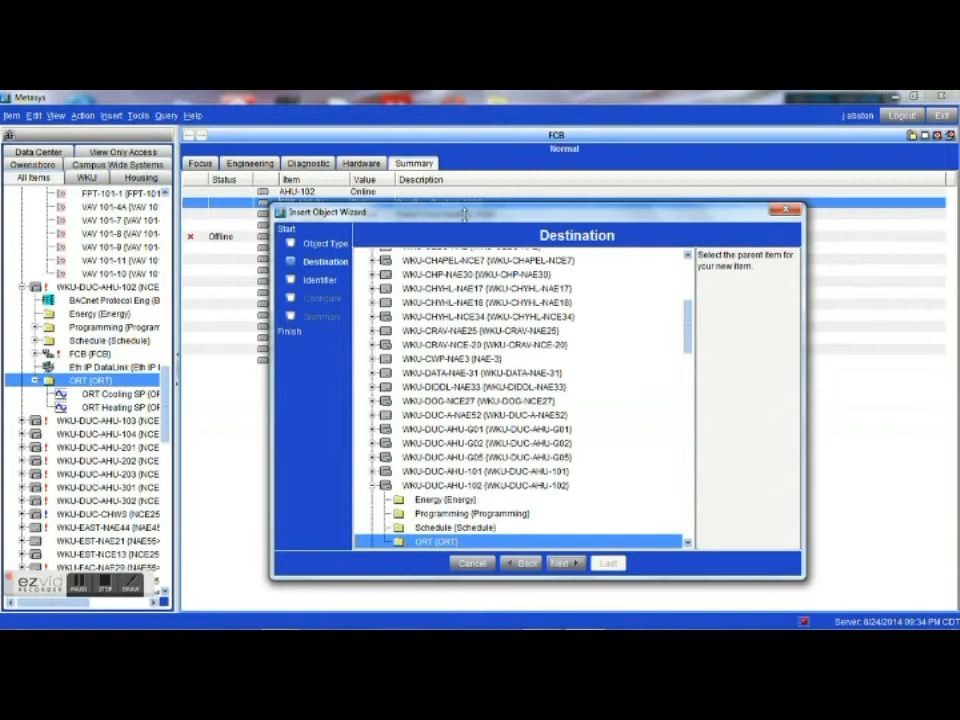 Metasys
Item Edit View Action Insert Tools Query Help
jabston Logout Exit
FCB
Normal
Data Center View Only Access
Owensboro Campus Wide Systems
All Items WKU Housing
Focus Engineering Diagnostic Hardware Summary
Status Item Value Description
AHU-102 Online
Offline
FPT-101-1 (FPT-101
VAV 101-4A (VAV 10
VAV 101-7 (VAV 101-
VAV 101-8 (VAV 101-
VAV 101-9 (VAV 101-
VAV 101-11 (VAV 10
VAV 101-10 (VAV 10
WKU-DUC-AHU-102 (NCE
BACnet Protocol Eng (B
Energy (Energy)
Programming (Program
Schedule (Schedule)
FCB (FCB)
Eth IP DataLink (Eth IP
ORT (ORT)
ORT Cooling SP (OF
ORT Heating SP (OF
WKU-DUC-AHU-103 (NCE
WKU-DUC-AHU-104 (NCE
WKU-DUC-AHU-201 (NCE
WKU-DUC-AHU-202 (NCE
WKU-DUC-AHU-203 (NCE
WKU-DUC-AHU-301 (NCE
WKU-DUC-AHU-302 (NCE
WKU-DUC-CHWS (NCE25
WKU-EAST-NAE44 (NAE45
WKU-EST-NAE21 (NAE55>
WKU-EST-NCE13 (NCE25
WKU-FAC-NAE29 (NAE55>
ezvid
RECORDER
PAUSE STOP DRAW
Insert Object Wizard
Start
Object Type
Destination
Identifier
Configure
Summary
Finish
Destination
WKU-CHAPEL-NCE7 (WKU-CHAPEL-NCE7)
WKU-CHP-NAE30 (WKU-CHP-NAE30)
WKU-CHYHL-NAE17 (WKU-CHYHL-NAE17)
WKU-CHYHL-NAE18 (WKU-CHYHL-NAE18)
WKU-CHYHL-NCE34 (WKU-CHYHL-NCE34)
WKU-CRAV-NAE25 (WKU-CRAV-NAE25)
WKU-CRAV-NCE-20 (WKU-CRAV-NCE-20)
WKU-CWP-NAE3 (NAE-3)
WKU-DATA-NAE-31 (WKU-DATA-NAE-31)
WKU-DIDDL-NAE33 (WKU-DIDDL-NAE33)
WKU-DOG-NCE27 (WKU-DOG-NCE27)
WKU-DUC-A-NAE52 (WKU-DUC-A-NAE52)
WKU-DUC-AHU-G01 (WKU-DUC-AHU-G01)
WKU-DUC-AHU-G02 (WKU-DUC-AHU-G02)
WKU-DUC-AHU-G05 (WKU-DUC-AHU-G05)
WKU-DUC-AHU-101 (WKU-DUC-AHU-101)
WKU-DUC-AHU-102 (WKU-DUC-AHU-102)
Energy (Energy)
Programming (Programming)
Schedule (Schedule)
ORT (ORT)
Select the parent item for
your new item.
Cancel Back Next Last
Server: 8/24/2014 09:34 PM CDT